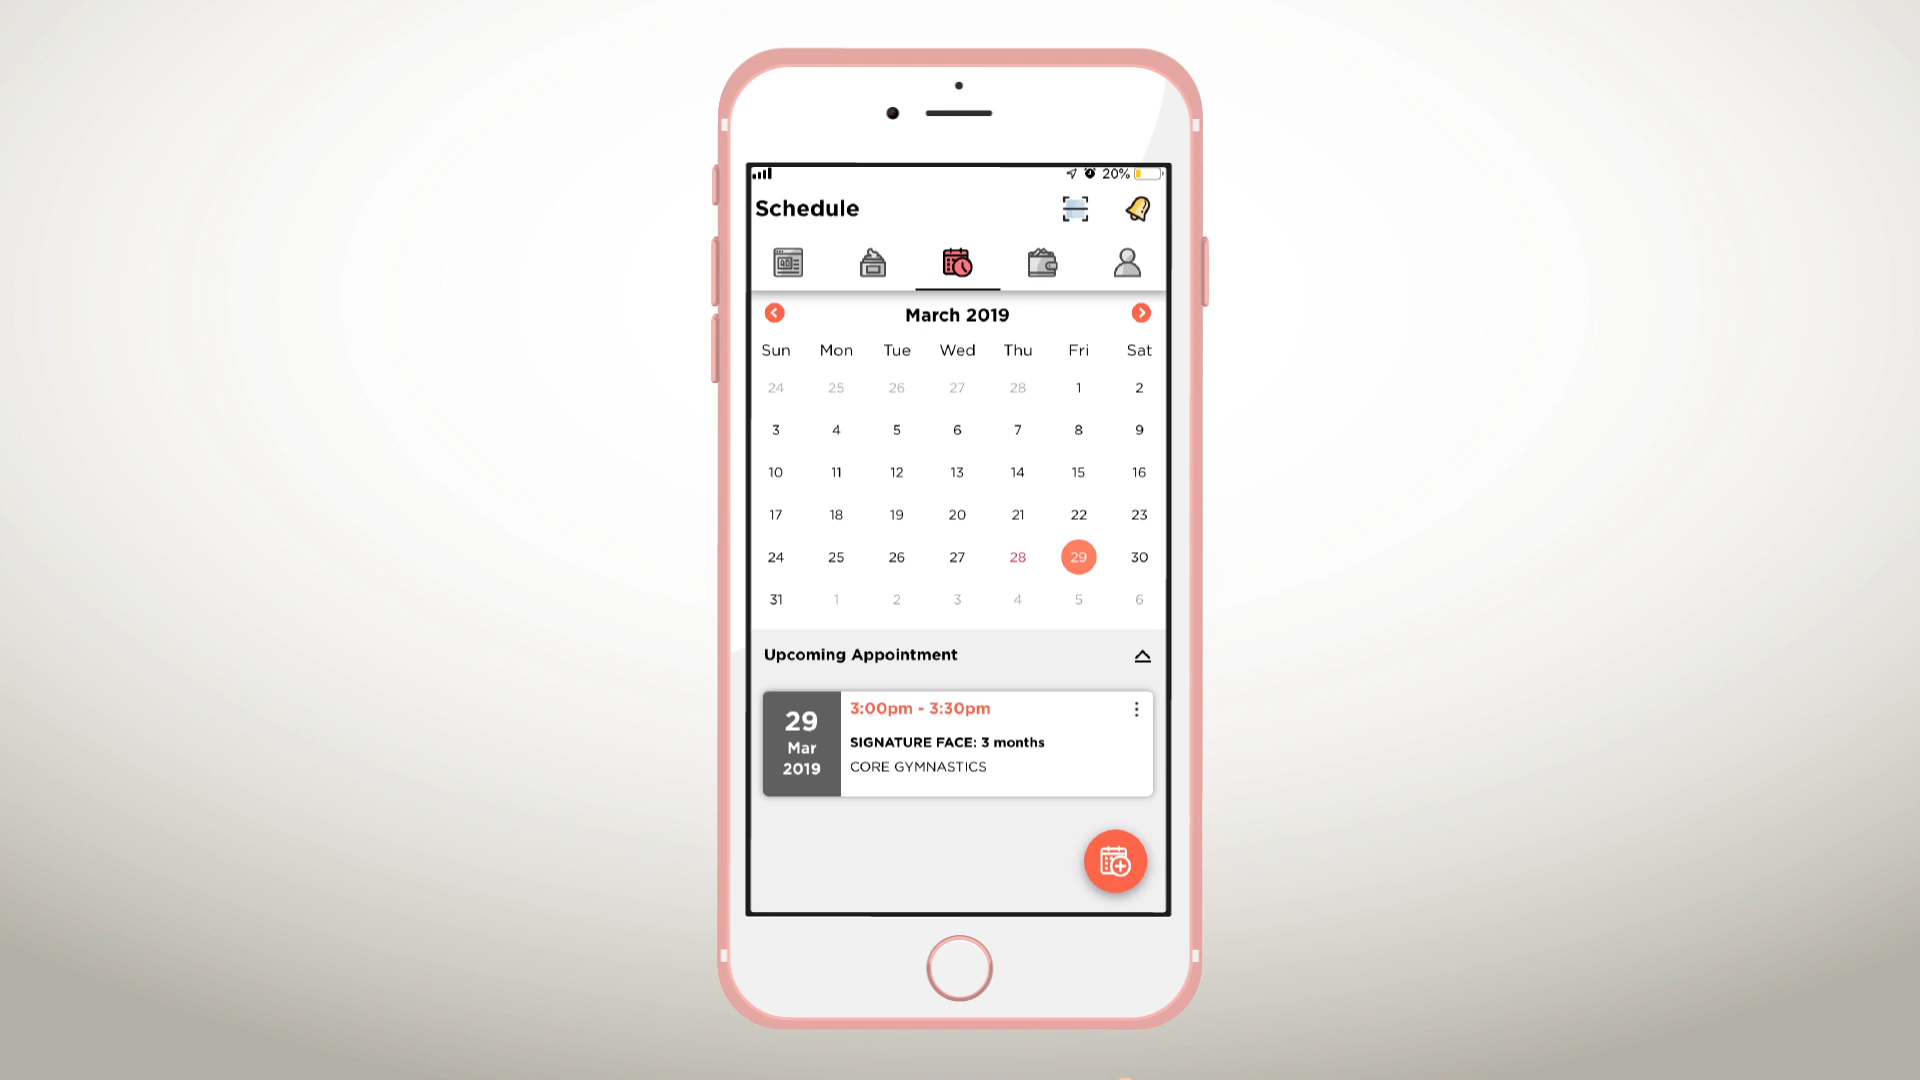 20%
Schedule
March 2019
Sun Mon Tue Wed Thu Fri Sat
24 25 26 27 28 1 2
3 4 5 6 7 8 9
10 11 12 13 14 15 16
17 18 19 20 21 22 23
24 25 26 27 28 29 30
31 1 2 3 4 5 6
Upcoming Appointment
29
Mar
2019
3:00pm - 3:30pm
SIGNATURE FACE: 3 months
CORE GYMNASTICS